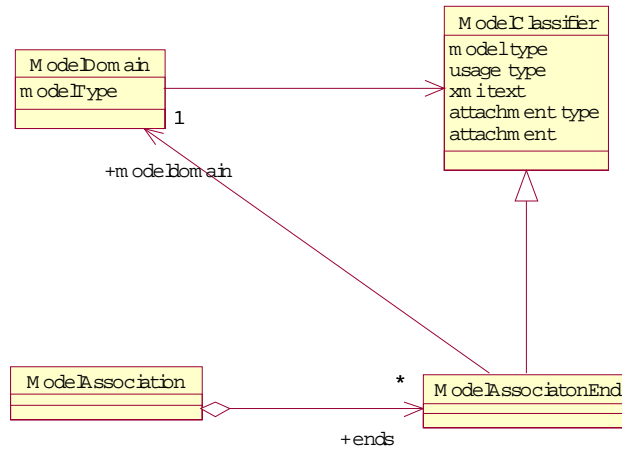 ModelClassifier
modeltype
usage type
xmitext
attachment type
attachment
ModelDomain
modelType
1
+modeldomain
ModelAssociation
*
ModelAssociatonEnd
+ends